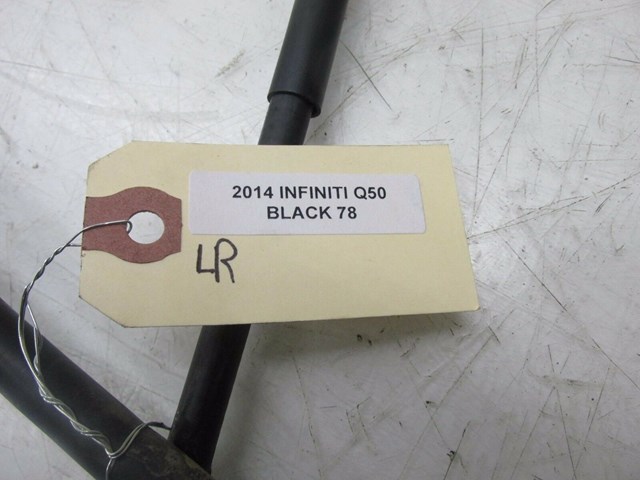 2014 INFINITI Q50
BLACK 78
LR